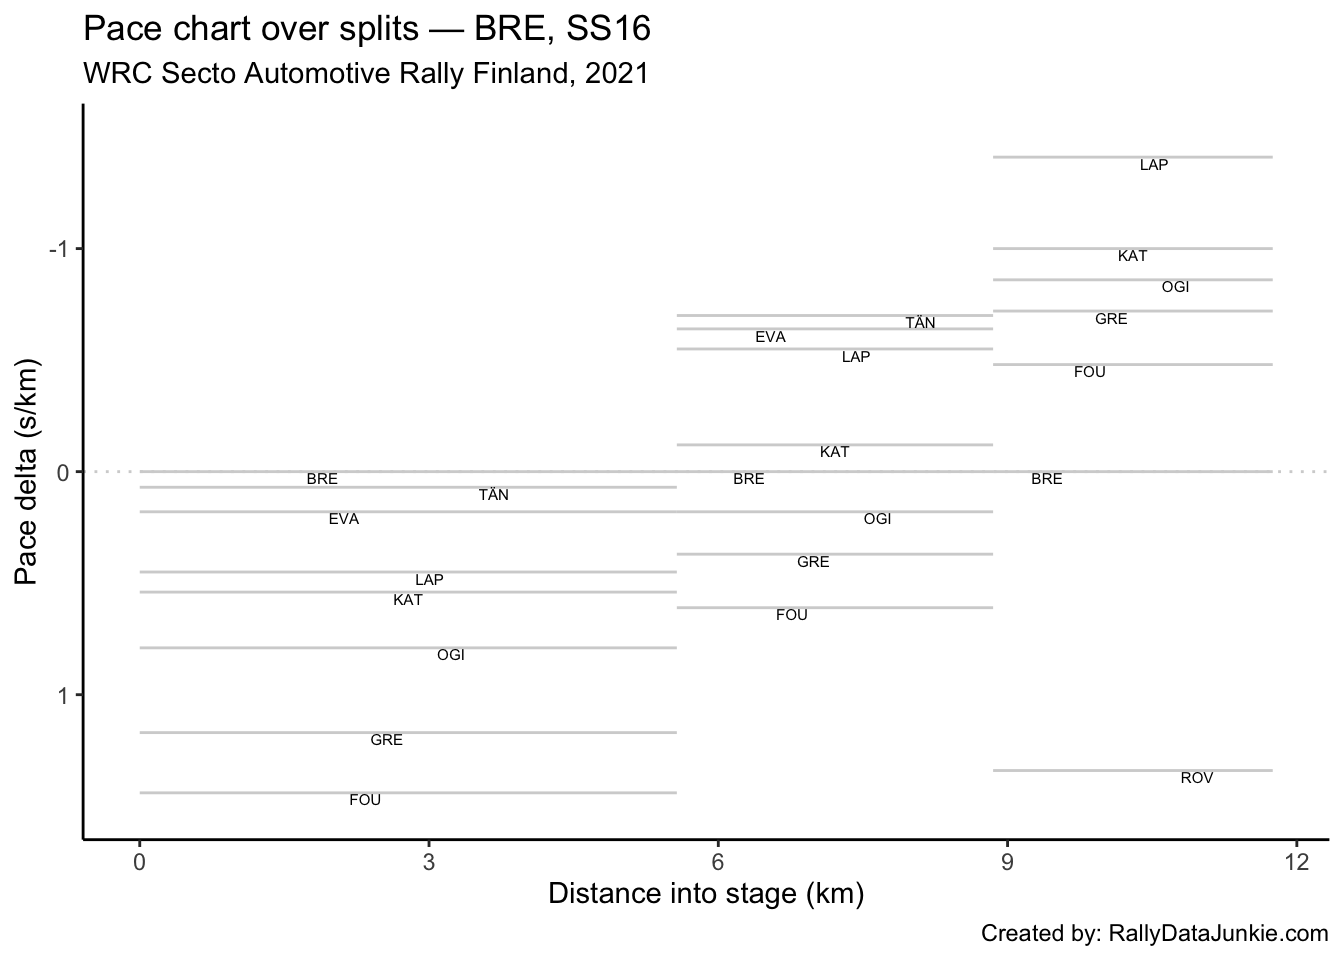 Pace chart over splits — BRE, SS16
WRC Secto Automotive Rally Finland, 2021
LAP
-1
KAT
OGI
GRE
TÄN
EVA
LAP
FOU
KAT
0
BRE
BRE
BRE
TÄN
EVA
OGI
GRE
LAP
KAT
FOU
OGI
1
GRE
ROV
FOU
0
3
6
9
12
Pace delta (s/km)
Distance into stage (km)
Created by: RallyDataJunkie.com